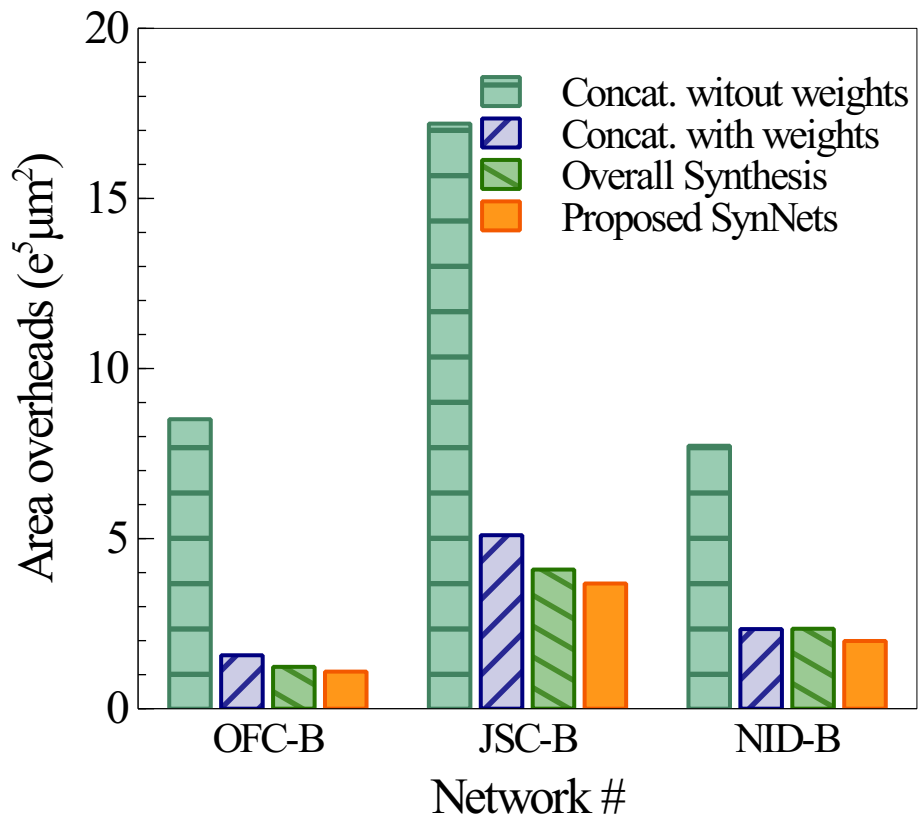 20
15
10
5
0
Area overheads (e⁵μm²)
Concat. witout weights
Concat. with weights
Overall Synthesis
Proposed SynNets
OFC-B
JSC-B
NID-B
Network #